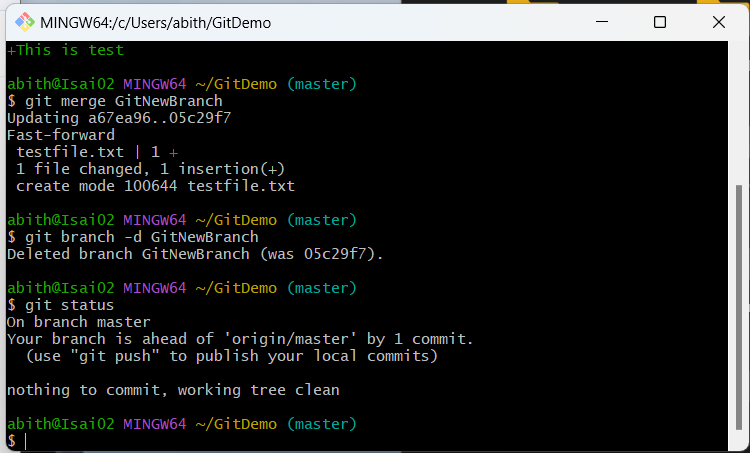 MINGW64:/c/Users/abith/GitDemo
+This is test
abith@Isai02 MINGW64 ~/GitDemo (master)
$ git merge GitNewBranch
Updating a67ea96..05c29f7
Fast-forward
 testfile.txt | 1 +
 1 file changed, 1 insertion(+)
 create mode 100644 testfile.txt
abith@Isai02 MINGW64 ~/GitDemo (master)
$ git branch -d GitNewBranch
Deleted branch GitNewBranch (was 05c29f7).
abith@Isai02 MINGW64 ~/GitDemo (master)
$ git status
On branch master
Your branch is ahead of 'origin/master' by 1 commit.
  (use "git push" to publish your local commits)
nothing to commit, working tree clean
abith@Isai02 MINGW64 ~/GitDemo (master)
$